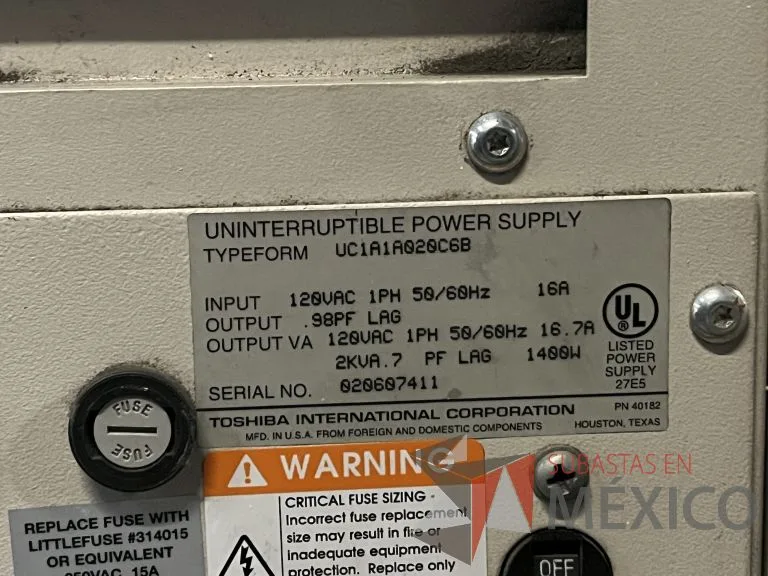 UNINTERRUPTIBLE POWER SUPPLY
TYPEFORM UC1A1A020C6B
INPUT 120VAC 1PH 50/60Hz 16A
OUTPUT .98PF LAG
OUTPUT VA 120VAC 1PH 50/60Hz 16.7A
2KVA.7 PF LAG 1400W
SERIAL NO. 020607411
UL
®
LISTED
POWER
SUPPLY
27E5
TOSHIBA INTERNATIONAL CORPORATION PN 40182
MFD. IN U.S.A. FROM FOREIGN AND DOMESTIC COMPONENTS HOUSTON, TEXAS
FUSE
FUSE
REPLACE FUSE WITH
LITTLEFUSE #314015
OR EQUIVALENT
250VAC, 15A
WARNING
CRITICAL FUSE SIZING -
Incorrect fuse replacement
size may result in fire or
inadequate equipment
protection. Replace only
SUBASTAS EN
MÉXICO
OFF